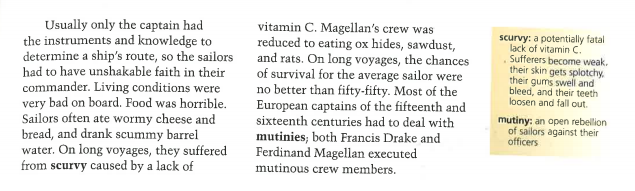 Usually only the captain had
the instruments and knowledge to
determine a ship's route, so the sailors
had to have unshakable faith in their
commander. Living conditions were
very bad on board. Food was horrible.
Sailors often ate wormy cheese and
bread, and drank scummy barrel
water. On long voyages, they suffered
from scurvy caused by a lack of
vitamin C. Magellan's crew was
reduced to eating ox hides, sawdust,
and rats. On long voyages, the chances
of survival for the average sailor were
no better than fifty-fifty. Most of the
European captains of the fifteenth and
sixteenth centuries had to deal with
mutinies; both Francis Drake and
Ferdinand Magellan executed
mutinous crew members.
scurvy: a potentially fatal
lack of vitamin C.
Sufferers become weak,
their skin gets splotchy,
their gums swell and
bleed, and their teeth
loosen and fall out.
mutiny: an open rebellion
of sailors against their
officers